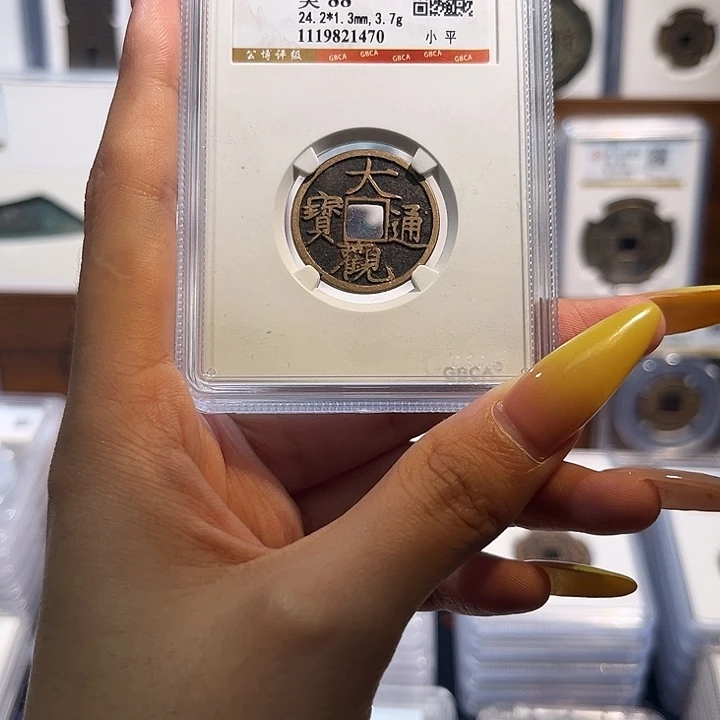 美 88
24.2*1.3mm, 3.7g
1119821470 小平
公博评级 GBCA GBCA GBCA GBCA GBCA
大觀通寶
GBCA